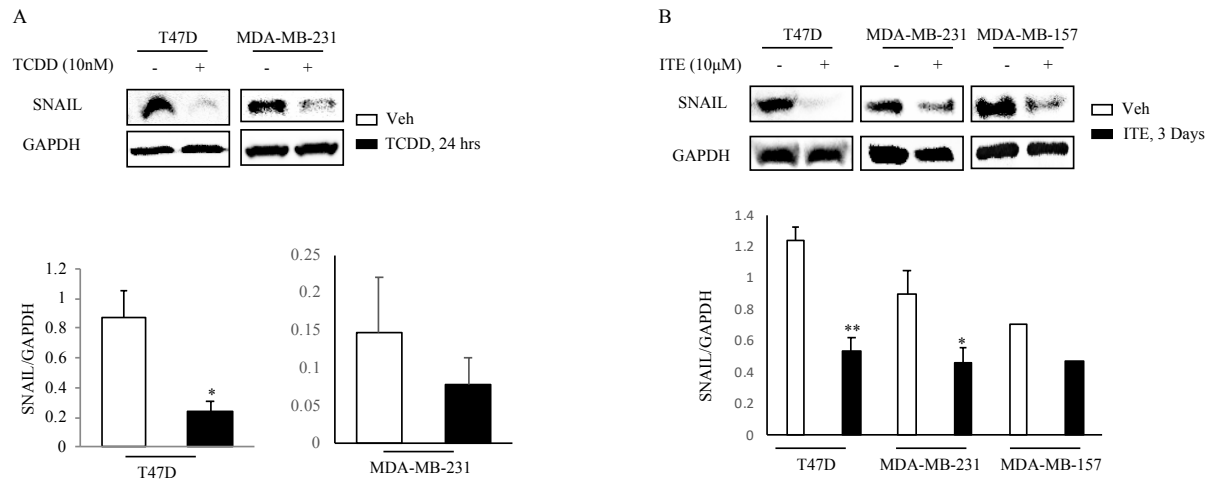 A
T47D MDA-MB-231
TCDD (10nM) - + - +
SNAIL
GAPDH
Veh
TCDD, 24 hrs
SNAIL/GAPDH
1.2
1
0.8
0.6
0.4
0.2
0
*
T47D
0.25
0.2
0.15
0.1
0.05
0
MDA-MB-231
B
T47D MDA-MB-231 MDA-MB-157
ITE (10μM) - + - + - +
SNAIL
GAPDH
Veh
ITE, 3 Days
SNAIL/GAPDH
1.4
1.2
1
0.8
0.6
0.4
0.2
0
** *
T47D MDA-MB-231 MDA-MB-157